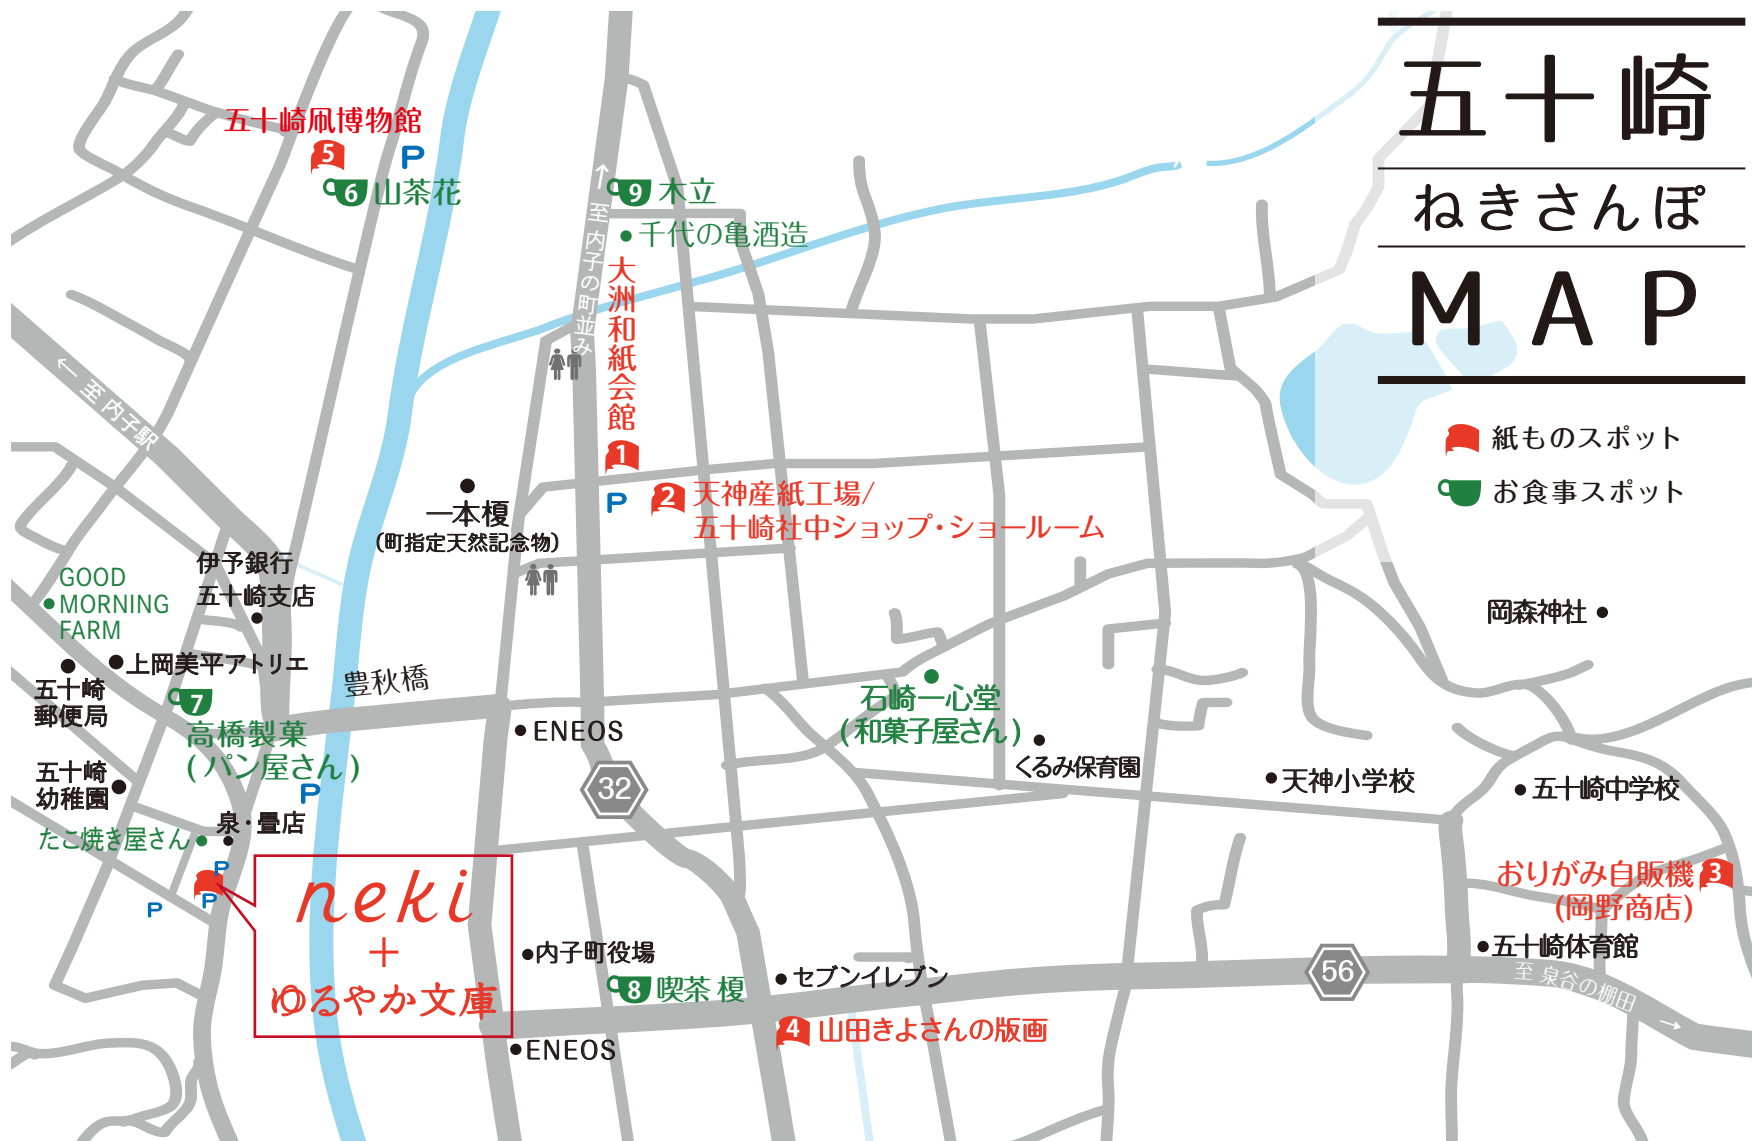 五十崎
ねきさんぽ
MAP
紙ものスポット
お食事スポット
五十崎凧博物館
5
P
6 山茶花
↑至 内子の町並み
9 木立
千代の亀酒造
大洲和紙会館
1
P
2 天神産紙工場/
五十崎社中ショップ・ショールーム
←至 内子駅
一本榎
(町指定天然記念物)
伊予銀行
五十崎支店
GOOD
MORNING
FARM
上岡美平アトリエ
五十崎
郵便局
7
高橋製菓
(パン屋さん)
P
豊秋橋
ENEOS
32
石崎一心堂
(和菓子屋さん)
くるみ保育園
岡森神社
天神小学校
五十崎中学校
五十崎
幼稚園
たこ焼き屋さん
泉・畳店
P
P
P
neki
+
ゆるやか文庫
内子町役場
8 喫茶 榎
セブンイレブン
4 山田きよさんの版画
ENEOS
56
おりがみ自販機 3
(岡野商店)
五十崎体育館
至 泉谷の棚田→